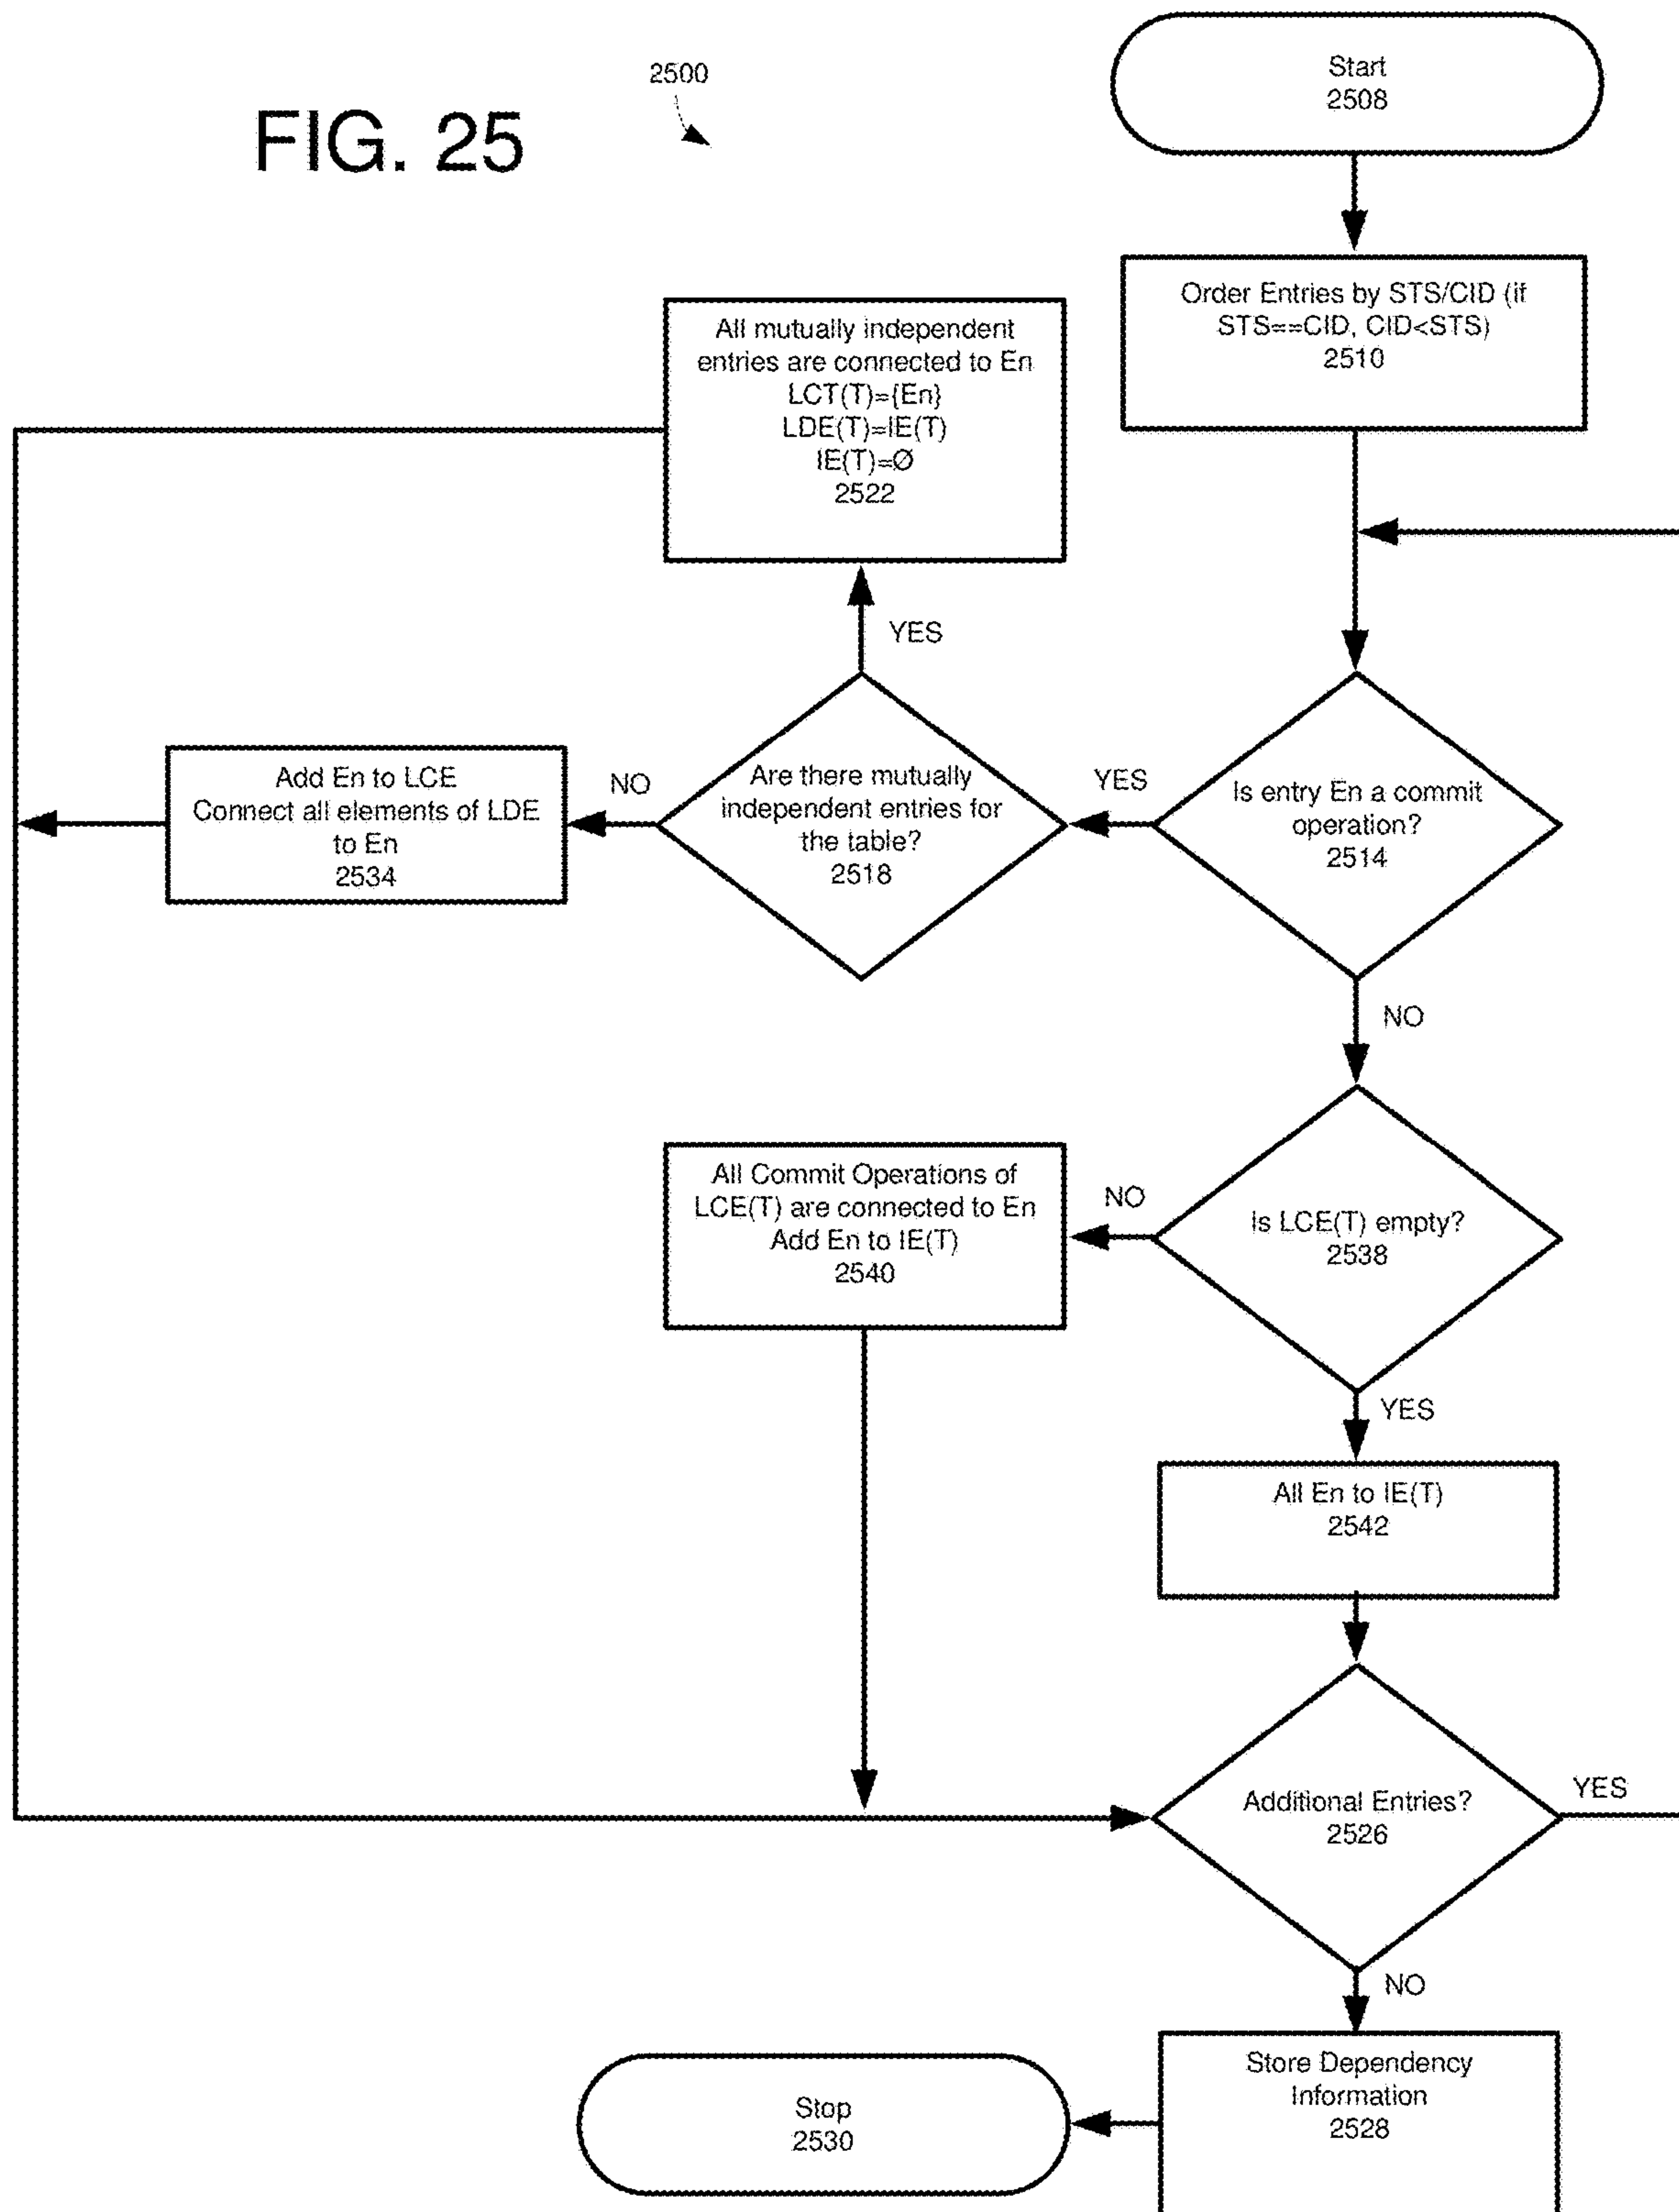 FIG. 25
2500
Start
2508
Order Entries by STS/CID (if
STS==CID, CID<STS)
2510
All mutually independent
entries are connected to En
LCT(T)={En}
LDE(T)=IE(T)
IE(T)=Ø
2522
YES
Is entry En a commit
operation?
2514
YES
Are there mutually
independent entries for
the table?
2518
NO
Add En to LCE
Connect all elements of LDE
to En
2534
NO
Is LCE(T) empty?
2538
NO
All Commit Operations of
LCE(T) are connected to En
Add En to IE(T)
2540
YES
All En to IE(T)
2542
Additional Entries?
2526
YES
NO
Store Dependency
Information
2528
Stop
2530